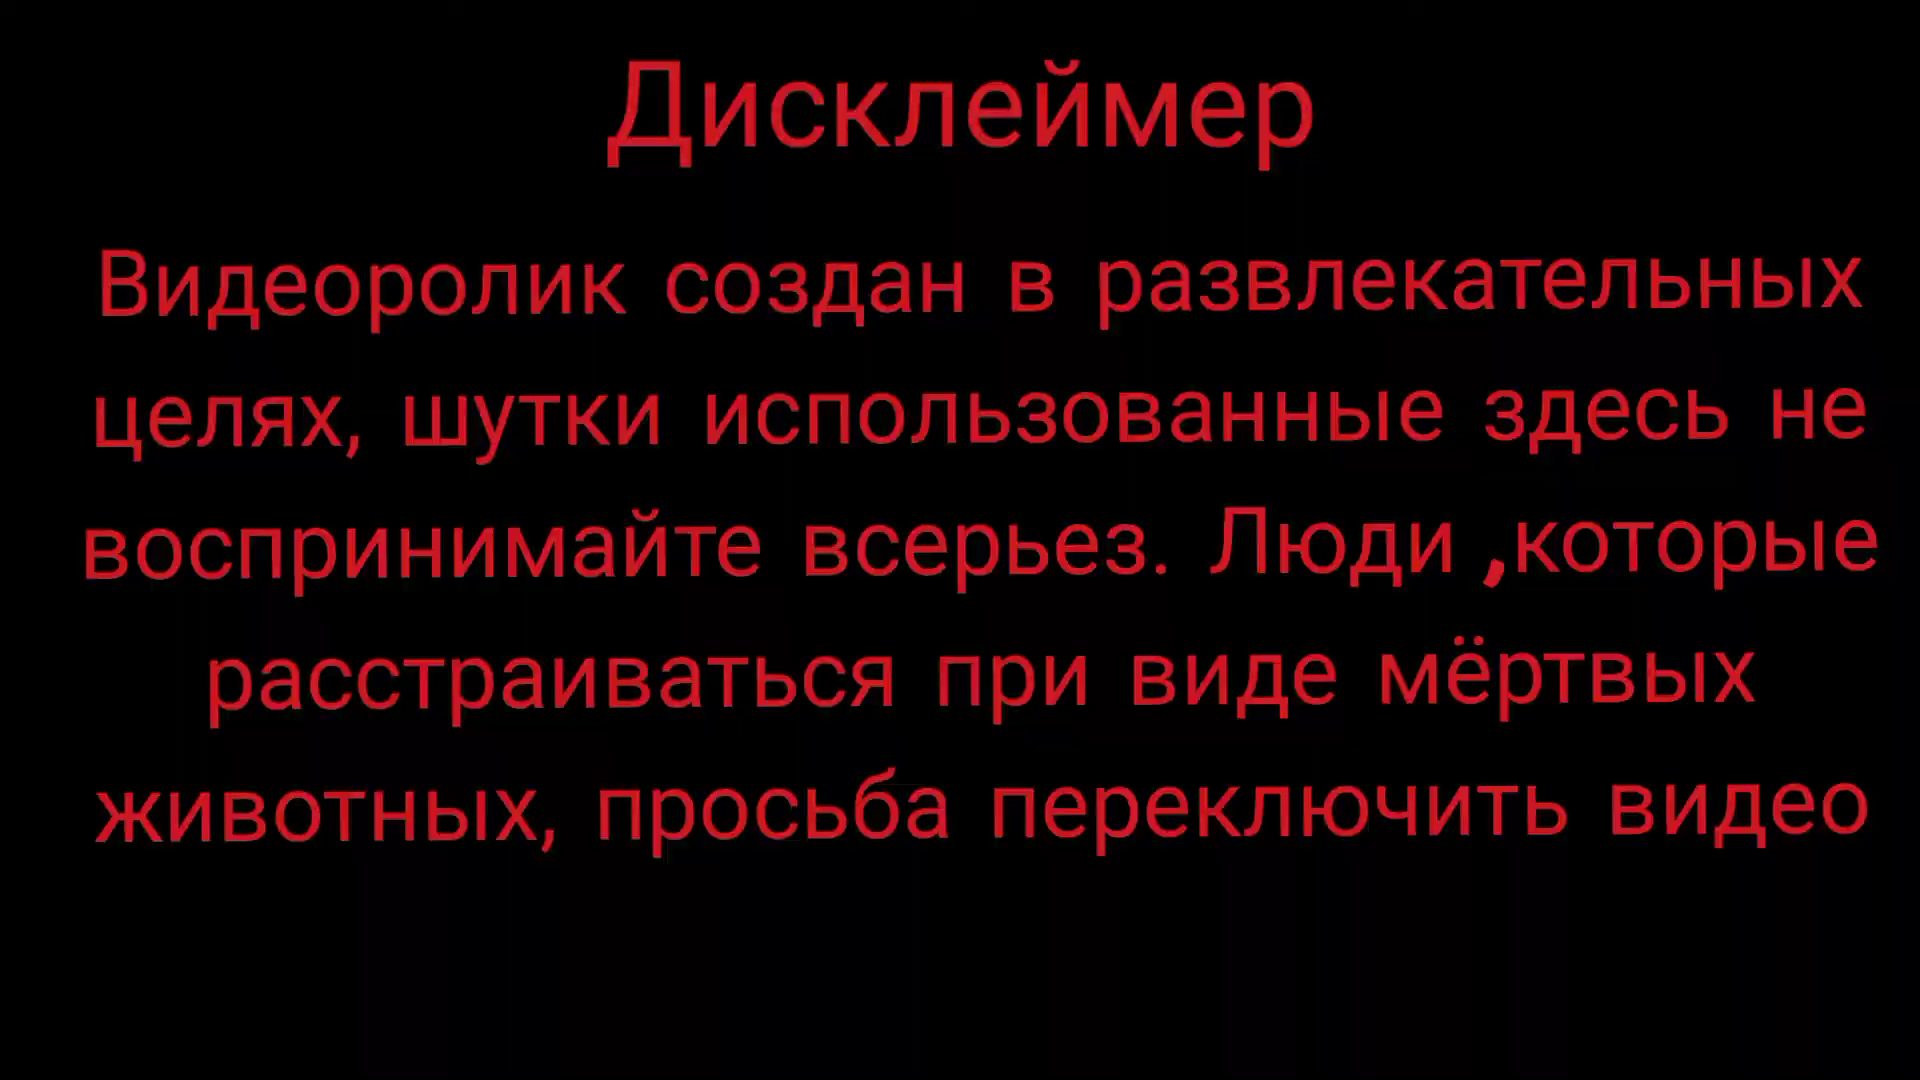 Дисклеймер
Видеоролик создан в развлекательных
целях, шутки использованные здесь не
воспринимайте всерьез. Люди ,которые
расстраиваться при виде мёртвых
животных, просьба переключить видео